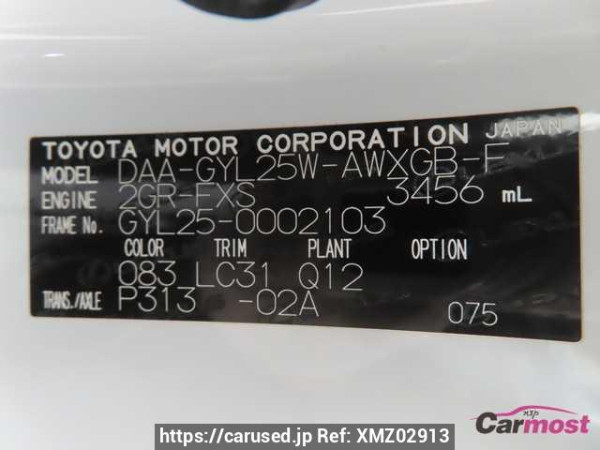 TOYOTA MOTOR CORPORATION JAPAN
MODEL DAA-GYL25W-AWXGB-F
ENGINE 2GR-FXS 3456 mL
FRAME No. GYL25-0002103
COLOR TRIM PLANT OPTION
083 LC31 Q12
TRANS./AXLE P313 -02A 075
Carmost
https://carused.jp Ref: XMZ02913